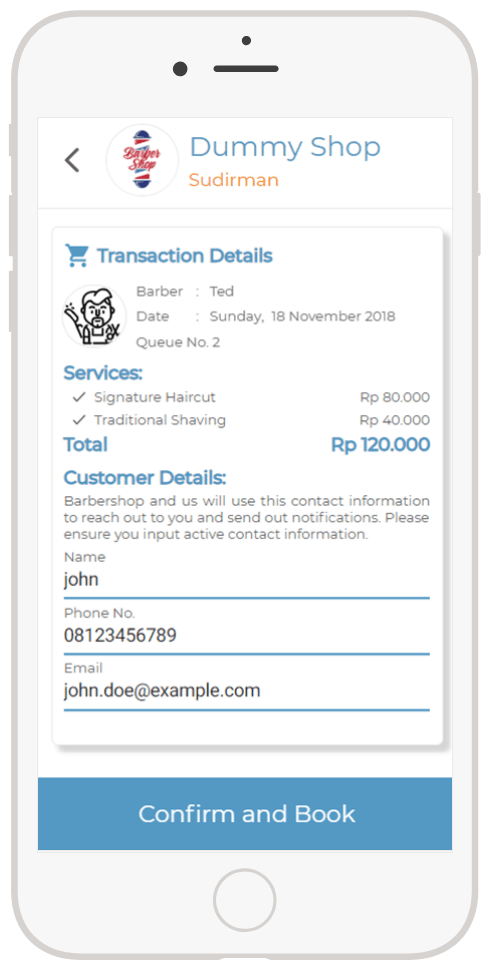 Barber
Shop
Dummy Shop
Sudirman
Transaction Details
Barber : Ted
Date : Sunday, 18 November 2018
Queue No. 2
Services:
Signature Haircut Rp 80.000
Traditional Shaving Rp 40.000
Total Rp 120.000
Customer Details:
Barbershop and us will use this contact information
to reach out to you and send out notifications. Please
ensure you input active contact information.
Name
john
Phone No.
08123456789
Email
john.doe@example.com
Confirm and Book